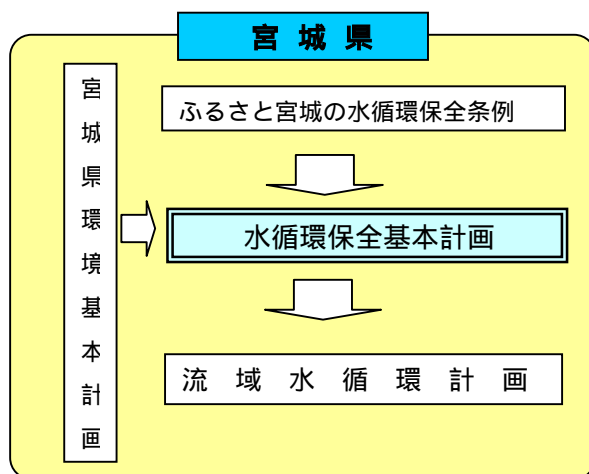 宮城県
宮城県環境基本計画
ふるさと宮城の水循環保全条例
水循環保全基本計画
流域水循環計画